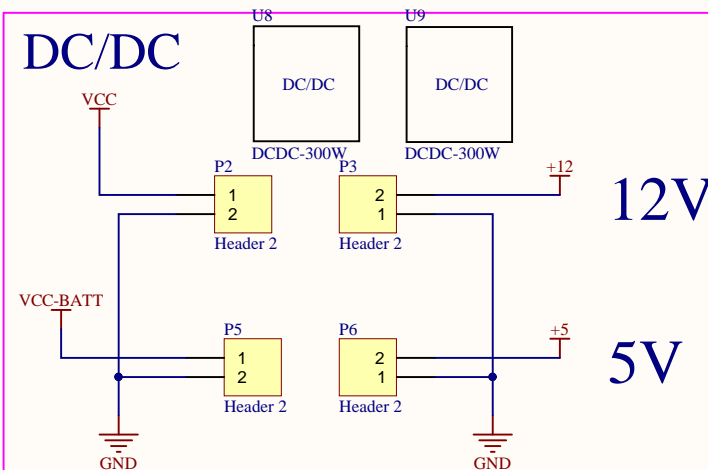 U8
U9
DC/DC
DC/DC
DC/DC
VCC
DCDC-300W
DCDC-300W
P2
P3
+12
1
2
2
1
12V
Header 2
Header 2
VCC-BATT
P5
P6
+5
1
2
2
1
5V
Header 2
Header 2
GND
GND